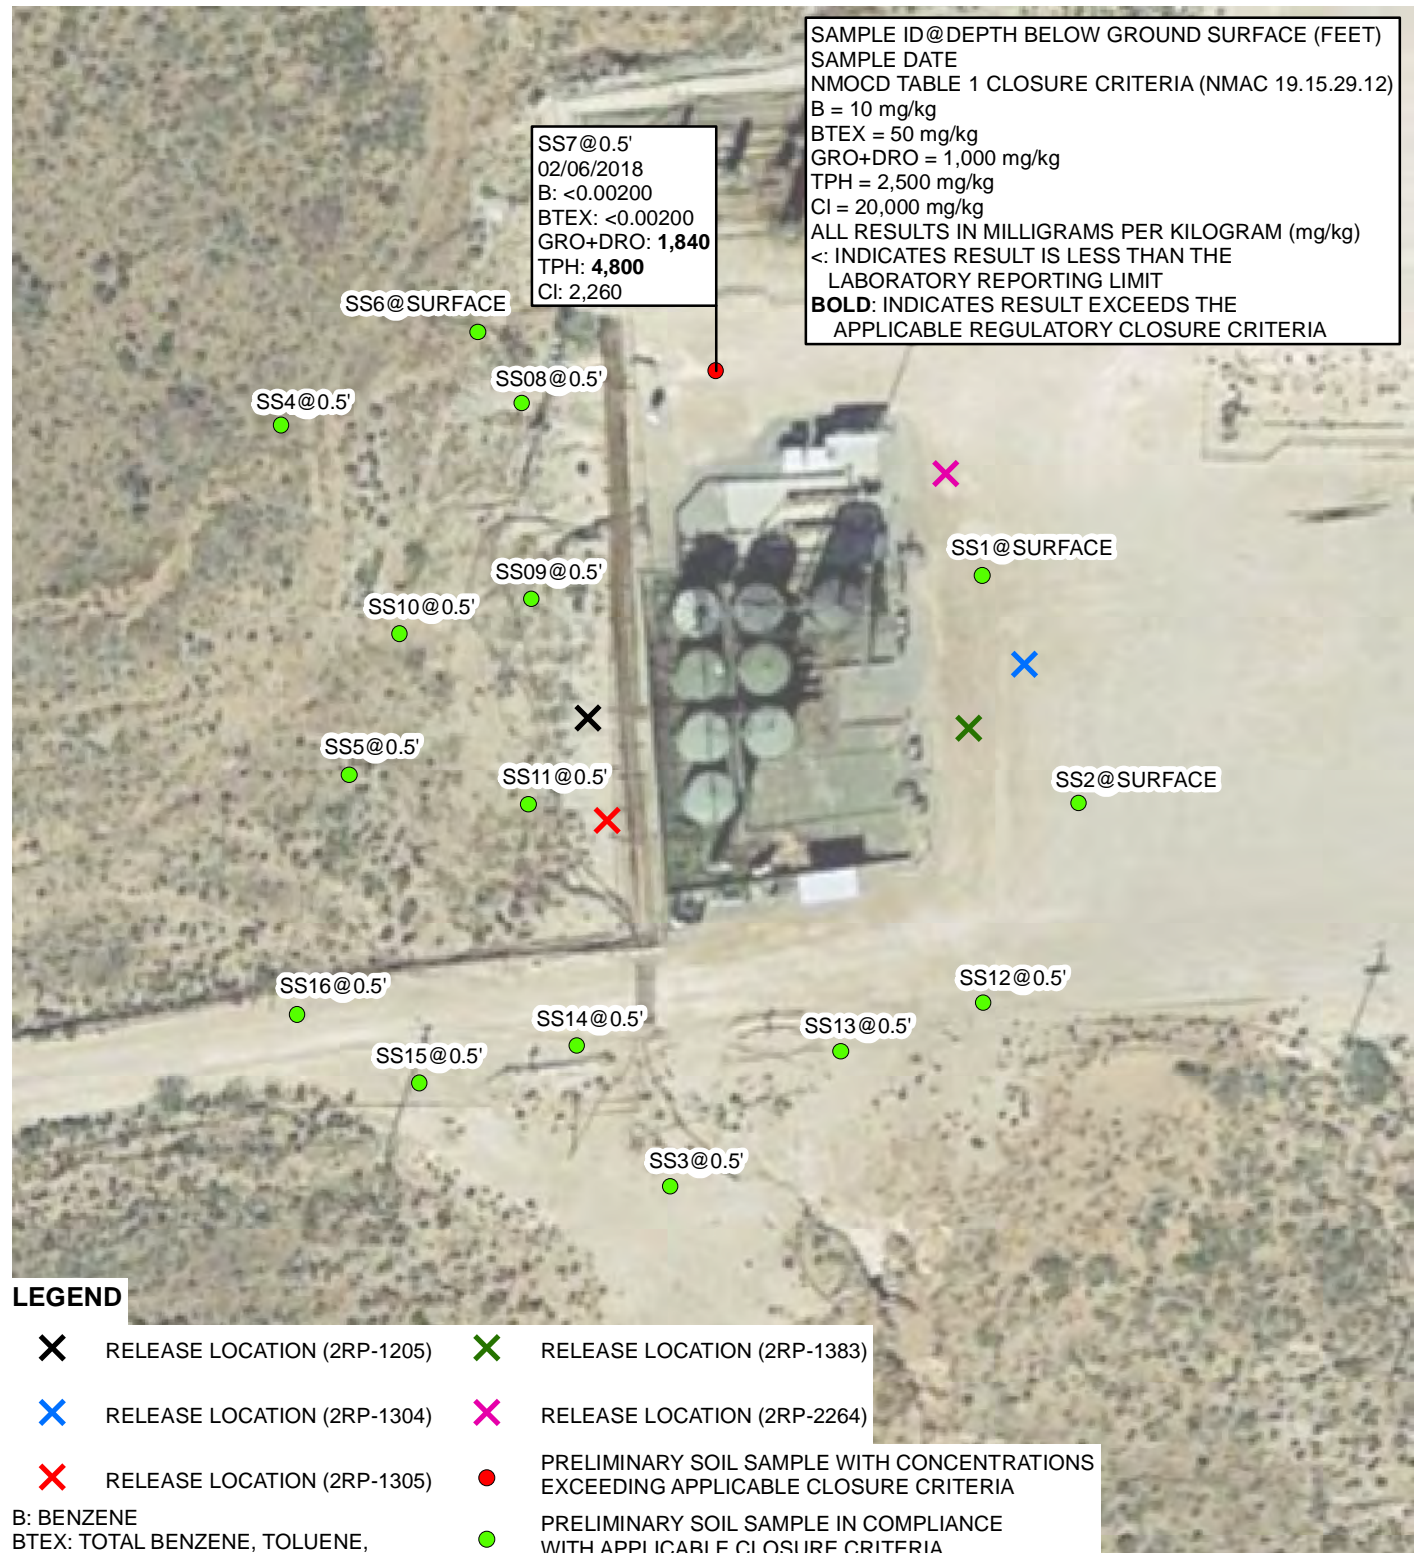 SAMPLE ID@DEPTH BELOW GROUND SURFACE (FEET)
SAMPLE DATE
NMOCD TABLE 1 CLOSURE CRITERIA (NMAC 19.15.29.12)
B = 10 mg/kg
BTEX = 50 mg/kg
GRO+DRO = 1,000 mg/kg
TPH = 2,500 mg/kg
Cl = 20,000 mg/kg
ALL RESULTS IN MILLIGRAMS PER KILOGRAM (mg/kg)
<: INDICATES RESULT IS LESS THAN THE
LABORATORY REPORTING LIMIT
BOLD: INDICATES RESULT EXCEEDS THE
APPLICABLE REGULATORY CLOSURE CRITERIA
SS7@0.5'
02/06/2018
B: <0.00200
BTEX: <0.00200
GRO+DRO: 1,840
TPH: 4,800
Cl: 2,260
SS6@SURFACE
SS08@0.5'
SS4@0.5'
SS1@SURFACE
SS09@0.5'
SS10@0.5'
SS5@0.5'
SS11@0.5'
SS2@SURFACE
SS16@0.5'
SS12@0.5'
SS14@0.5'
SS13@0.5'
SS15@0.5'
SS3@0.5'
LEGEND
RELEASE LOCATION (2RP-1205)
RELEASE LOCATION (2RP-1383)
RELEASE LOCATION (2RP-1304)
RELEASE LOCATION (2RP-2264)
RELEASE LOCATION (2RP-1305)
PRELIMINARY SOIL SAMPLE WITH CONCENTRATIONS
EXCEEDING APPLICABLE CLOSURE CRITERIA
B: BENZENE
BTEX: TOTAL BENZENE, TOLUENE,
PRELIMINARY SOIL SAMPLE IN COMPLIANCE
WITH APPLICABLE CLOSURE CRITERIA